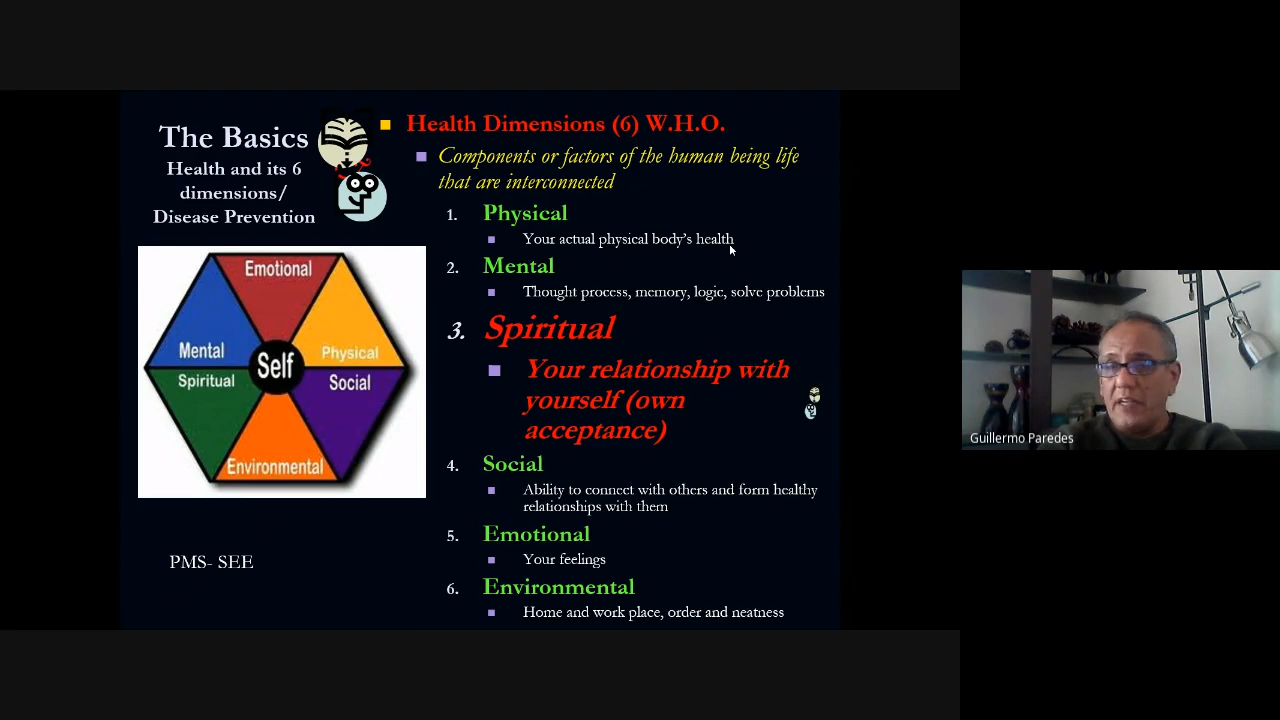 The Basics
Health and its 6
dimensions/
Disease Prevention
Emotional
Mental
Physical
Self
Spiritual
Social
Environmental
PMS- SEE
Health Dimensions (6) W.H.O.
Components or factors of the human being life
that are interconnected
1. Physical
Your actual physical body's health
2. Mental
Thought process, memory, logic, solve problems
3. Spiritual
Your relationship with
yourself (own
acceptance)
4. Social
Ability to connect with others and form healthy
relationships with them
5. Emotional
Your feelings
6. Environmental
Home and work place, order and neatness
Guillermo Paredes